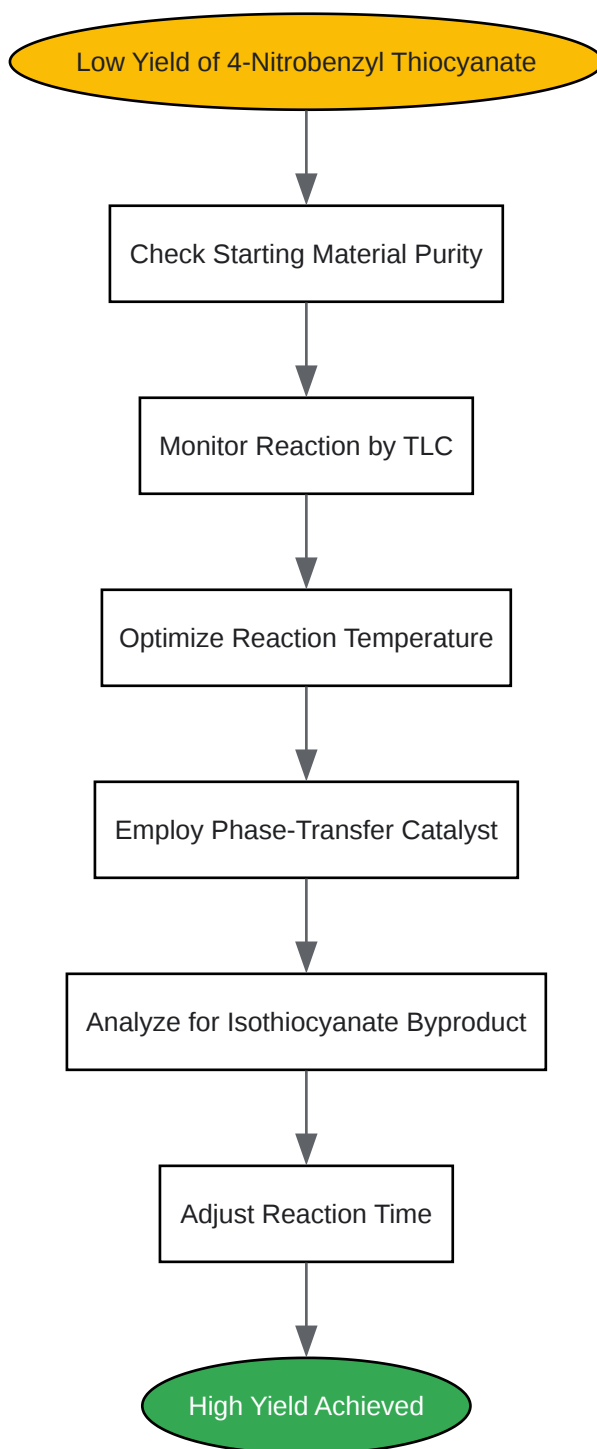 Low Yield of 4-Nitrobenzyl Thiocyanate
Check Starting Material Purity
Monitor Reaction by TLC
Optimize Reaction Temperature
Employ Phase-Transfer Catalyst
Analyze for Isothiocyanate Byproduct
Adjust Reaction Time
High Yield Achieved